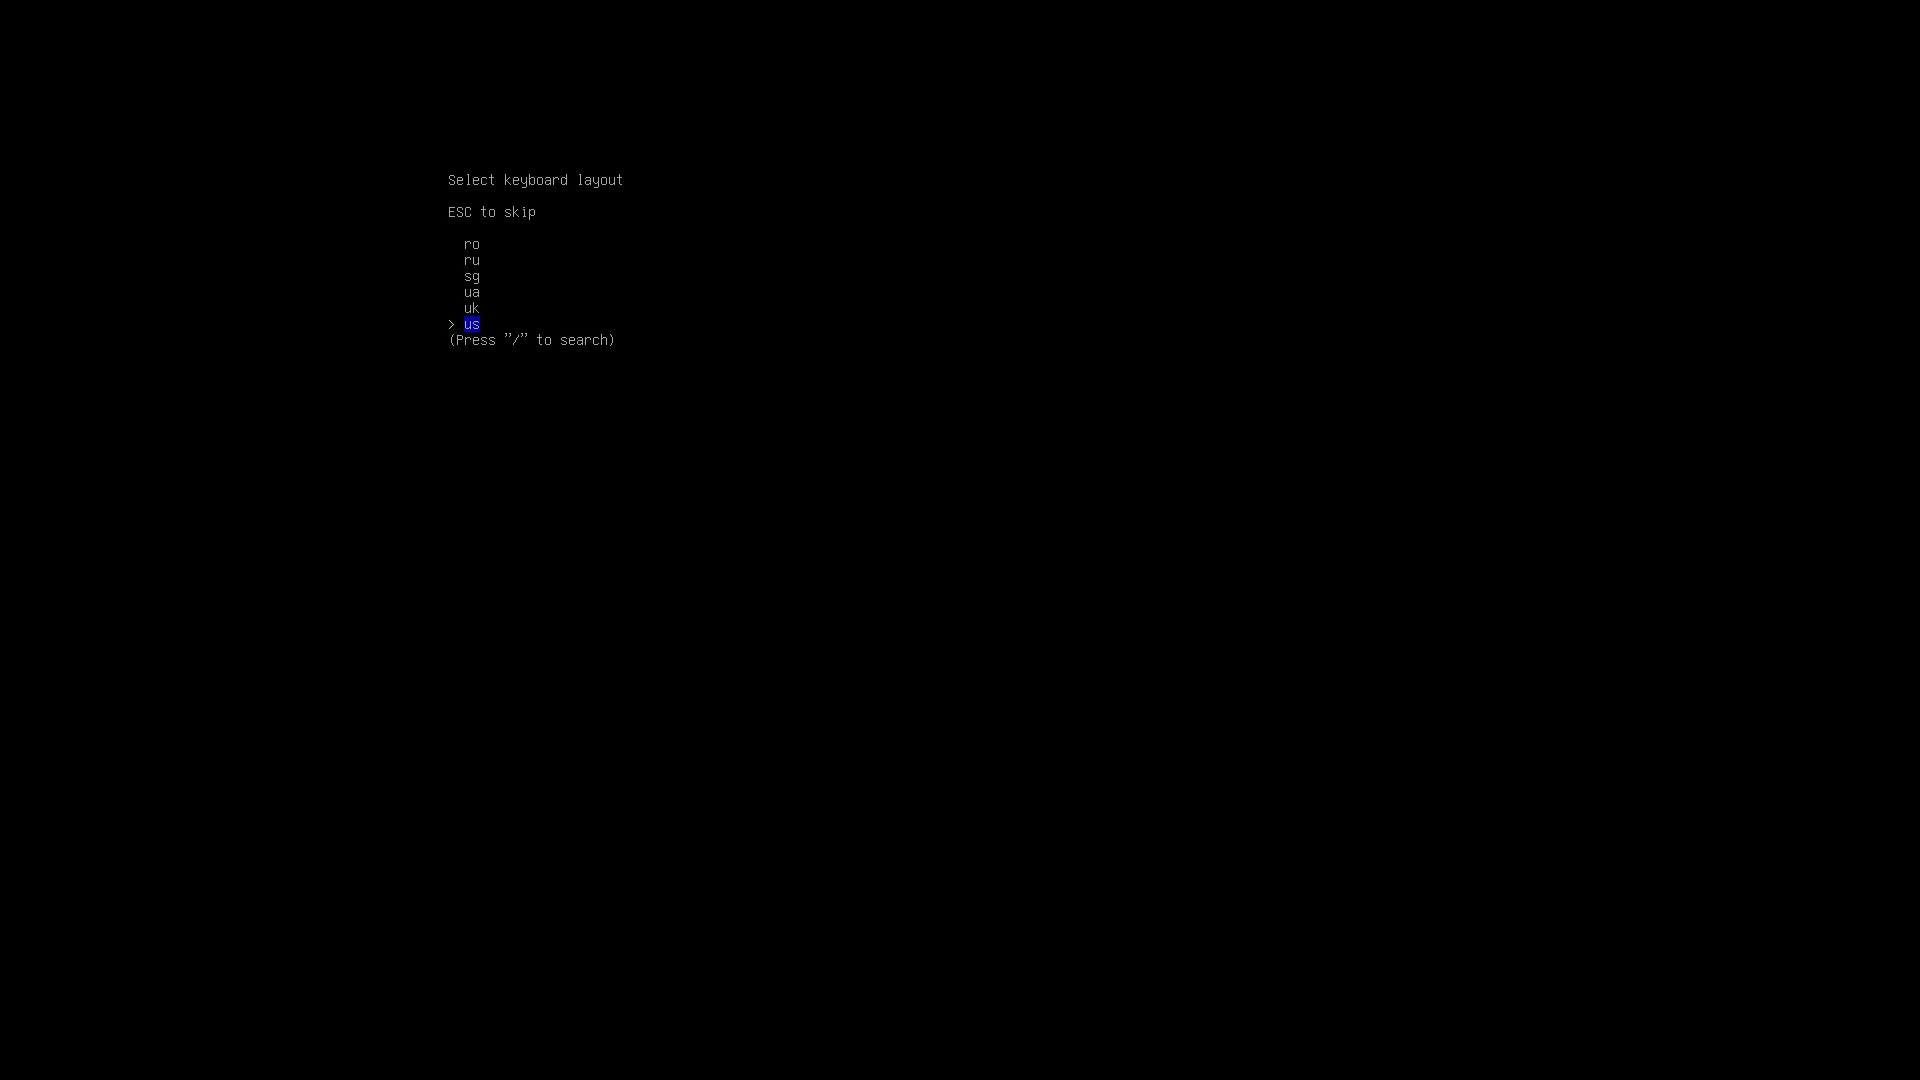 Select keyboard layout
ESC to skip
ro
ru
sg
ua
uk
> us
(Press "/" to search)